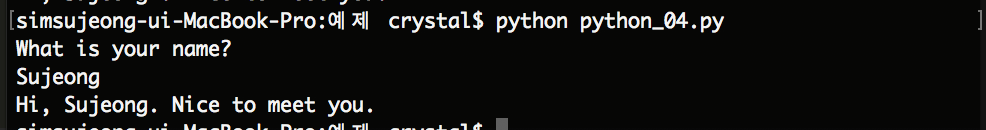 [simsujeong-ui-MacBook-Pro:예제 crystal$ python python_04.py ]
What is your name?
Sujeong
Hi, Sujeong. Nice to meet you.
simsujeong-ui-MacBook-Pro:예제 crystal$